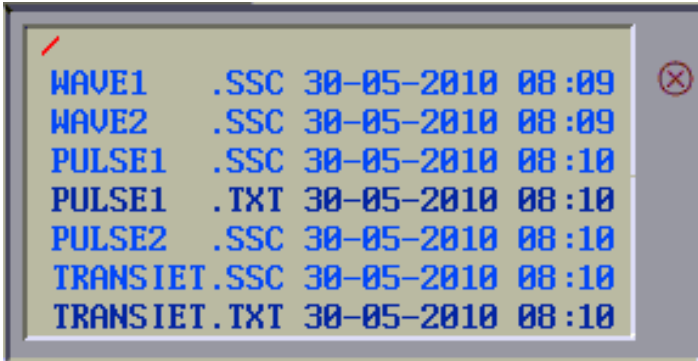 /
WAVE1   .SSC 30-05-2010 08:09
WAVE2   .SSC 30-05-2010 08:09
PULSE1  .SSC 30-05-2010 08:10
PULSE1  .TXT 30-05-2010 08:10
PULSE2  .SSC 30-05-2010 08:10
TRANSIET.SSC 30-05-2010 08:10
TRANSIET.TXT 30-05-2010 08:10